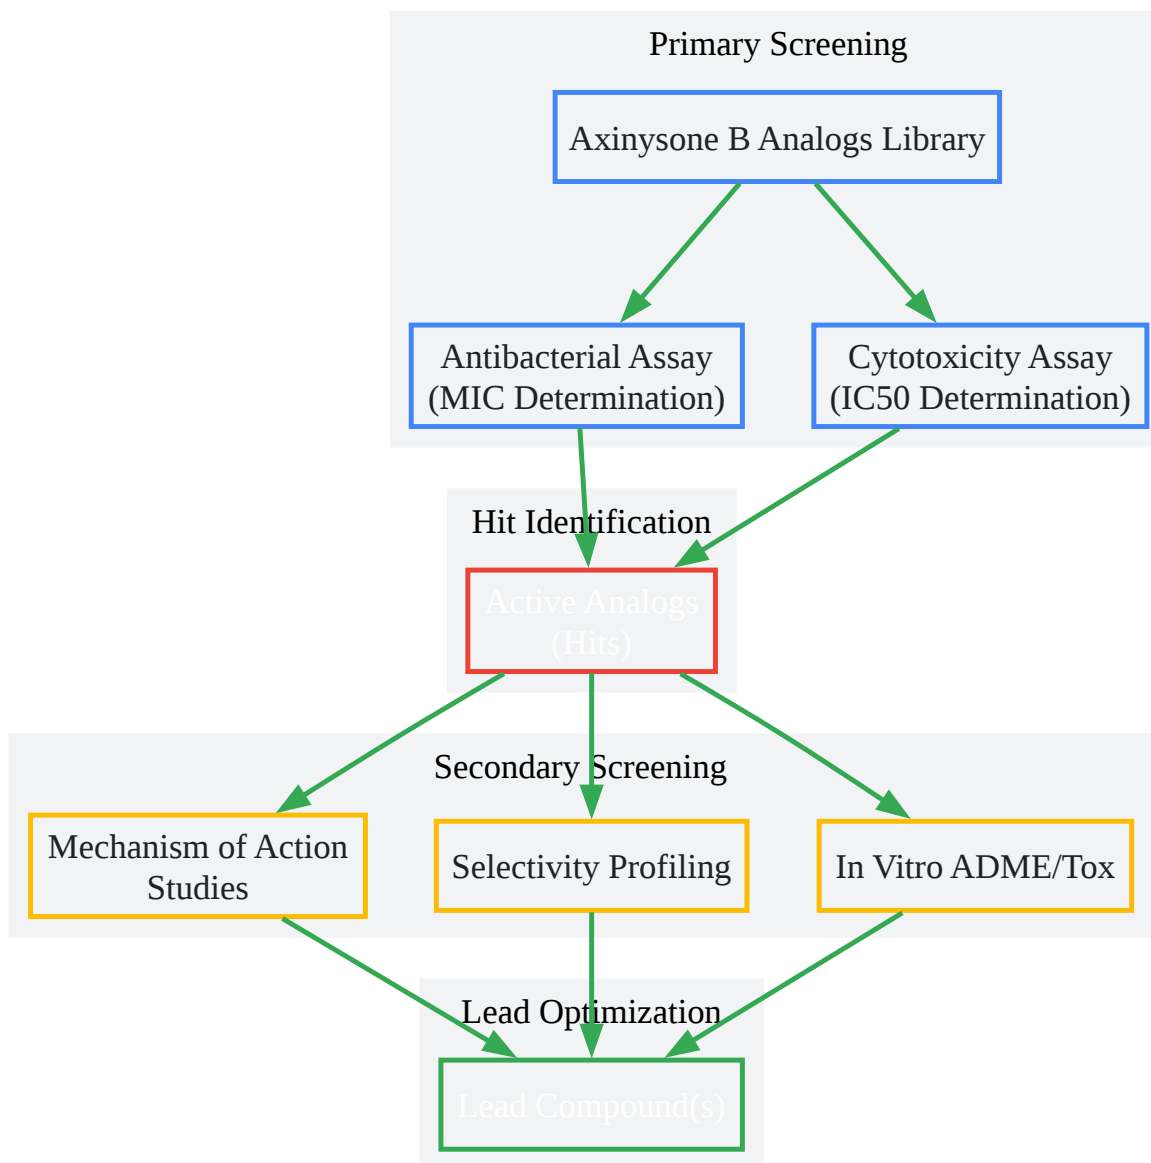 Primary Screening
Axinysone B Analogs Library
Antibacterial Assay
(MIC Determination)
Cytotoxicity Assay
(IC50 Determination)
Hit Identification
Active Analogs
(Hits)
Secondary Screening
Mechanism of Action
Studies
Selectivity Profiling
In Vitro ADME/Tox
Lead Optimization
Lead Compound(s)